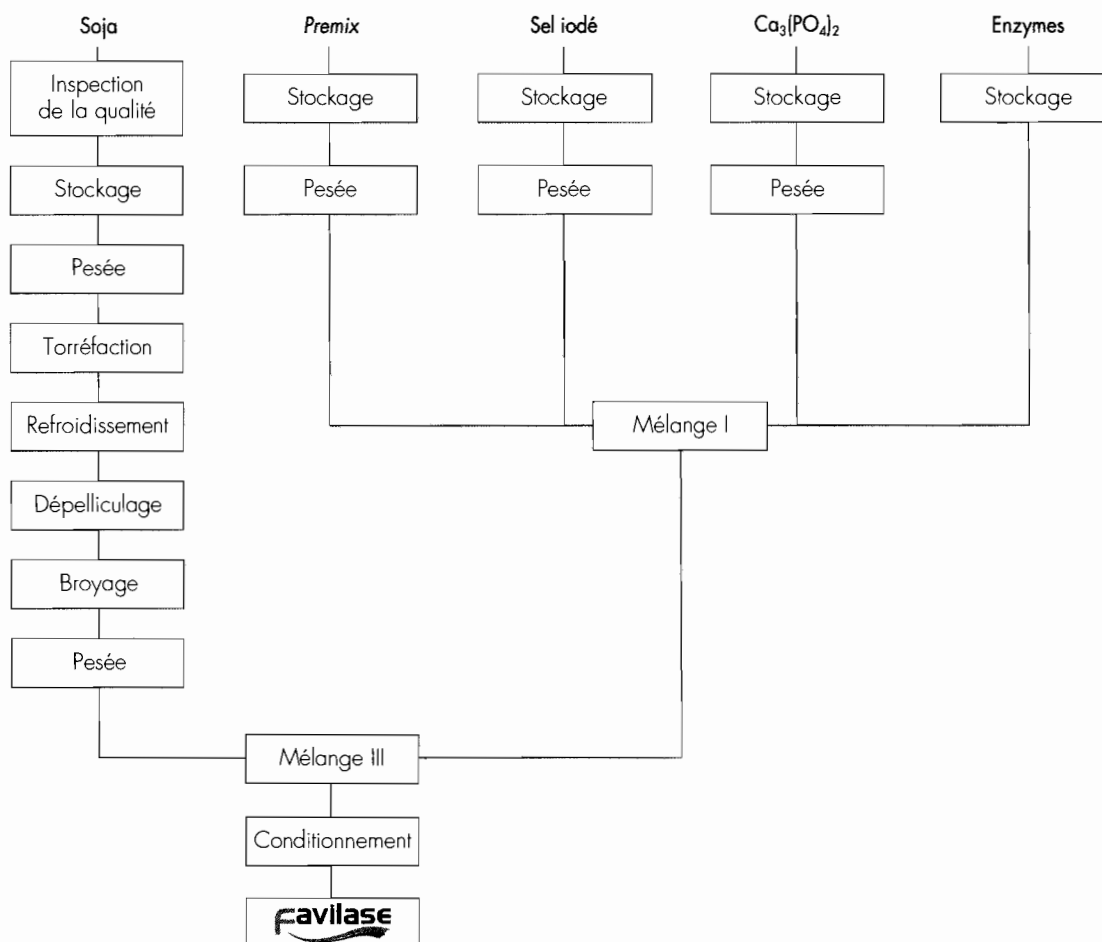 Soja
Premix
Sel iodé
Ca₃(PO₄)₂
Enzymes
Inspection
de la qualité
Stockage
Stockage
Stockage
Stockage
Stockage
Pesée
Pesée
Pesée
Pesée
Torréfaction
Refroidissement
Mélange I
Dépelliculage
Broyage
Pesée
Mélange III
Conditionnement
Favilase